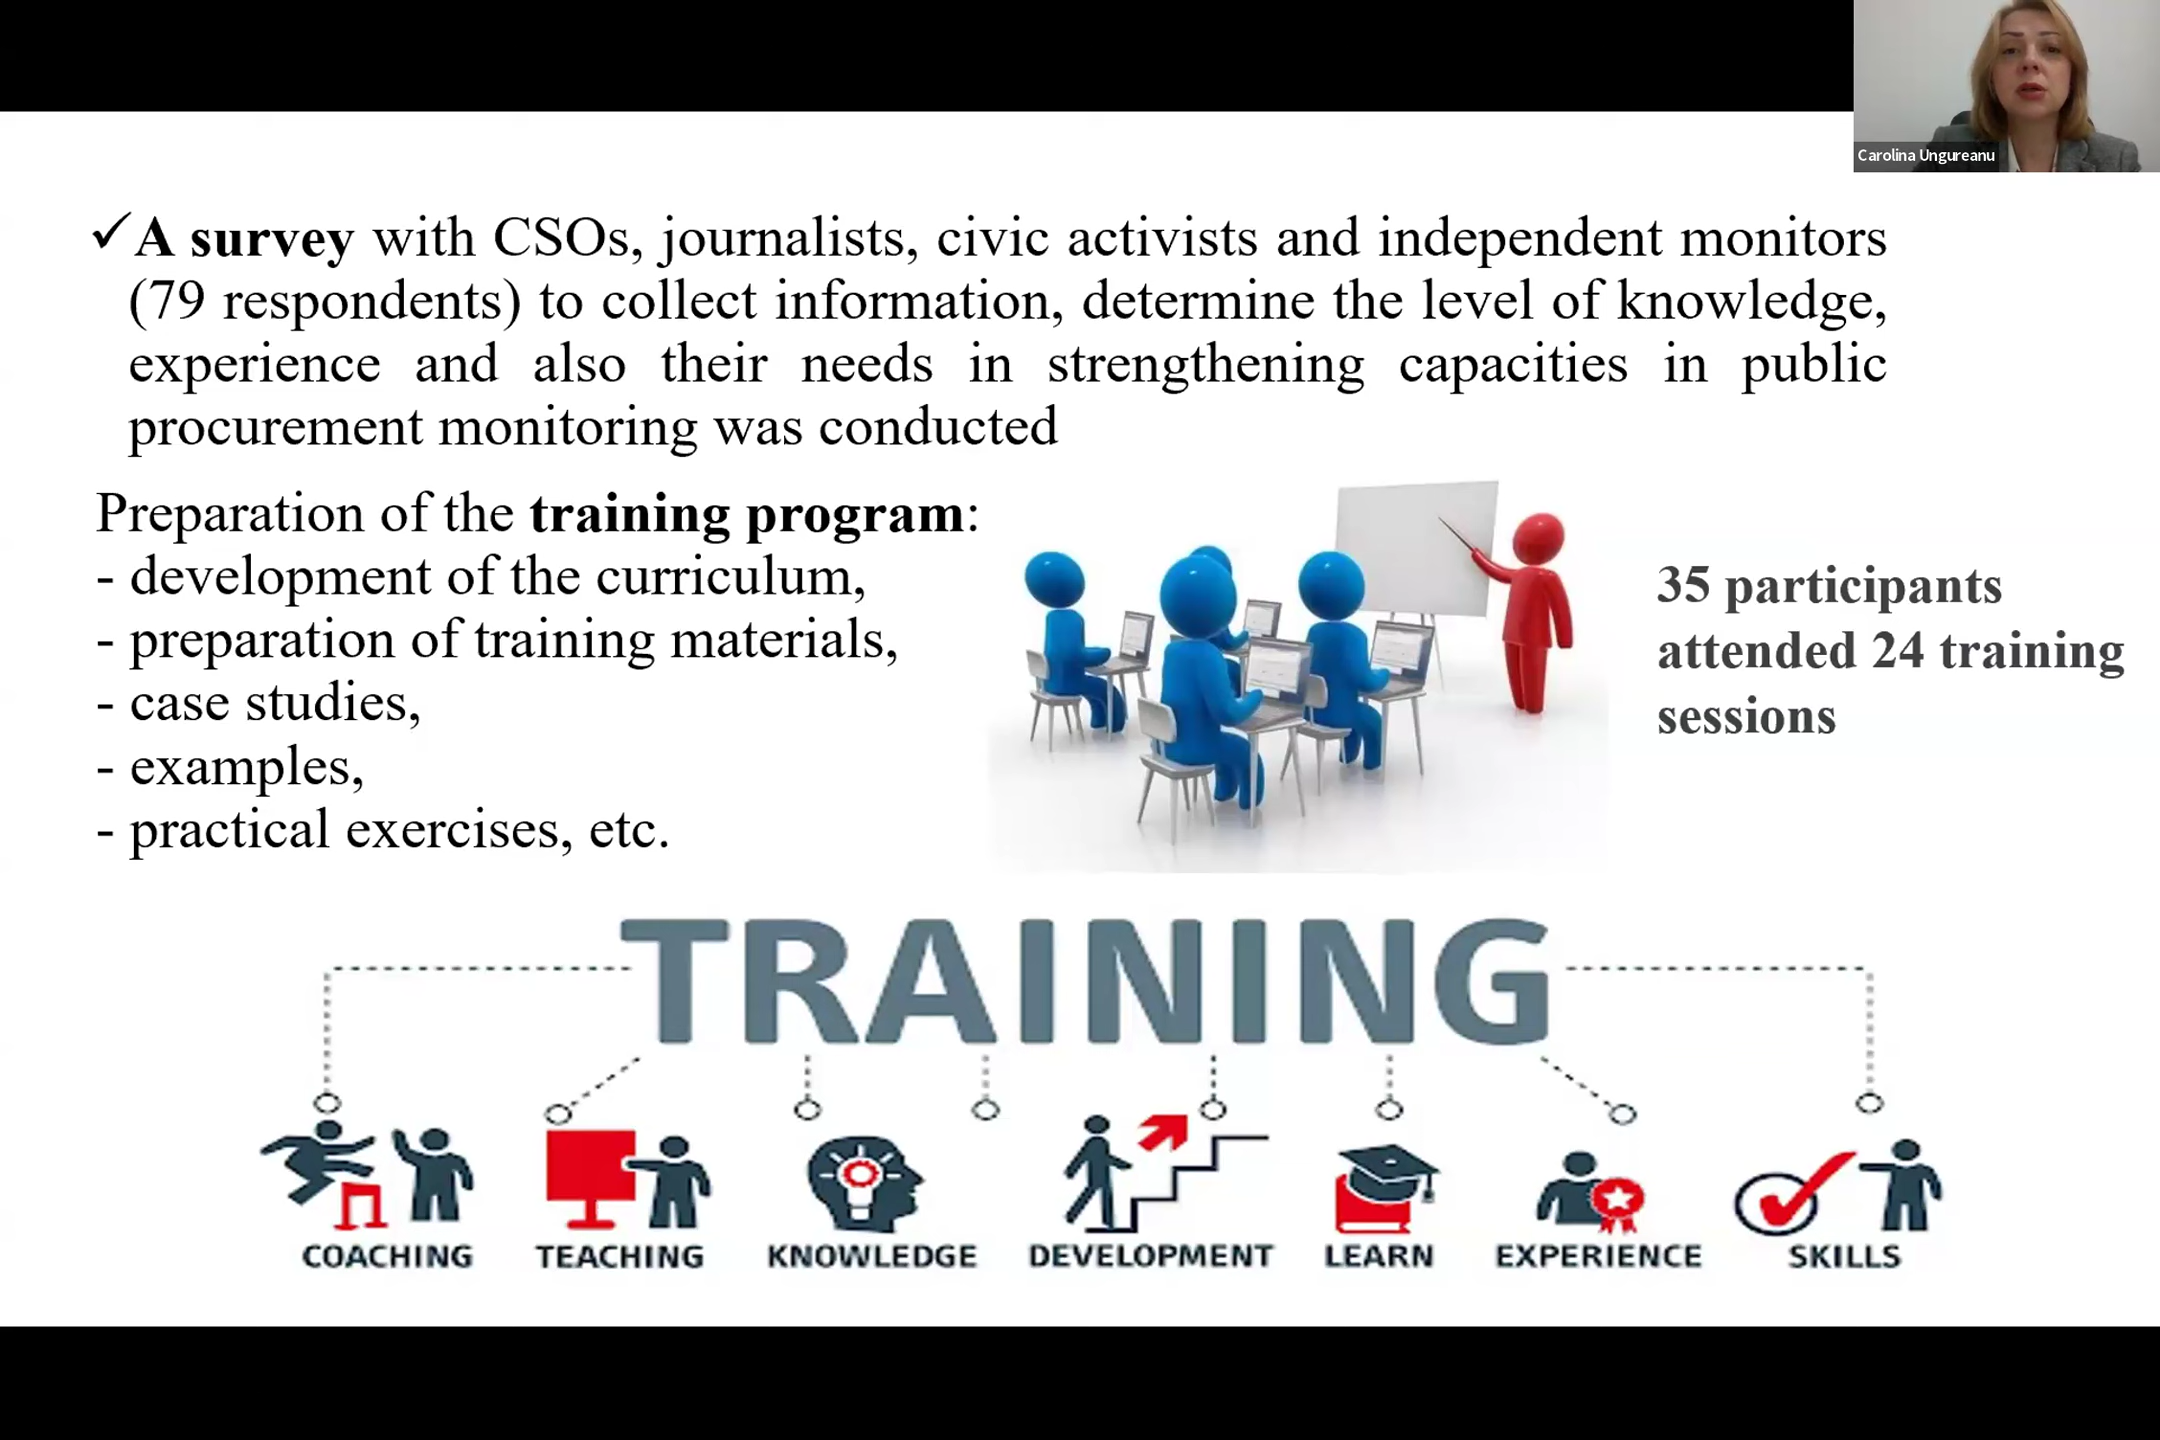 Carolina Ungureanu
✓A survey with CSOs, journalists, civic activists and independent monitors
(79 respondents) to collect information, determine the level of knowledge,
experience and also their needs in strengthening capacities in public
procurement monitoring was conducted
Preparation of the training program:
- development of the curriculum,
- preparation of training materials,
- case studies,
- examples,
- practical exercises, etc.
35 participants
attended 24 training
sessions
TRAINING
COACHING
TEACHING
KNOWLEDGE
DEVELOPMENT
LEARN
EXPERIENCE
SKILLS